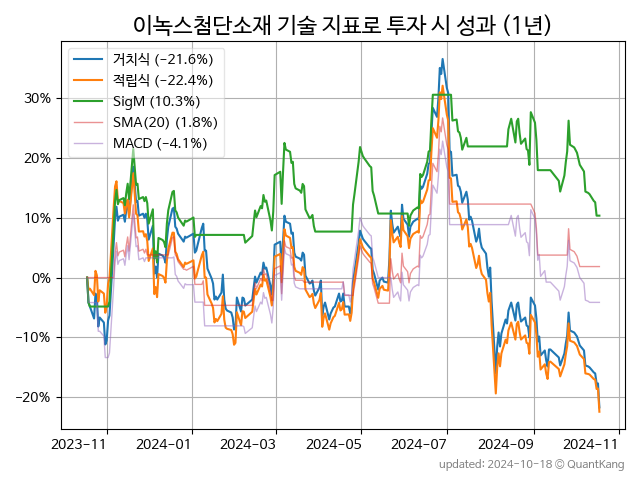 이녹스첨단소재 기술 지표로 투자 시 성과 (1년)
거치식 (−21.6%)
적립식 (−22.4%)
SigM (10.3%)
SMA(20) (1.8%)
MACD (−4.1%)
30%
20%
10%
0%
−10%
−20%
2023-11 2024-01 2024-03 2024-05 2024-07 2024-09 2024-11
updated: 2024-10-18 © QuantKang